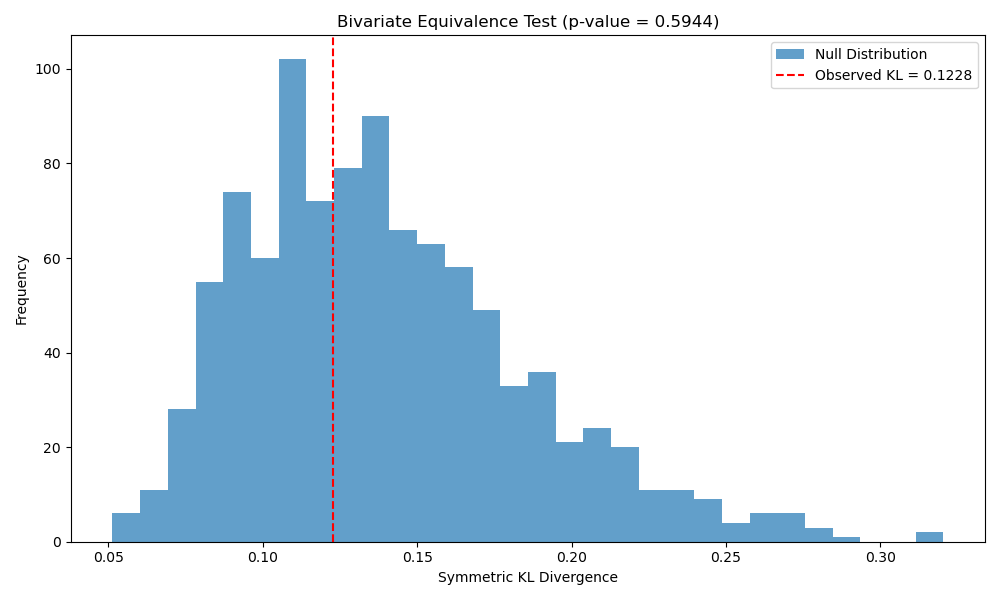 Bivariate Equivalence Test (p-value = 0.5944)
Null Distribution
Observed KL = 0.1228
Frequency
100
80
60
40
20
0
0.05 0.10 0.15 0.20 0.25 0.30
Symmetric KL Divergence